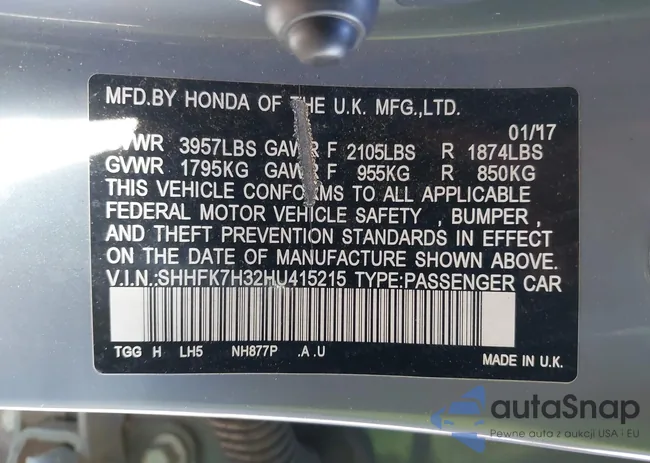 MFD.BY HONDA OF THE U.K. MFG.,LTD.
01/17
GVWR 3957LBS GAWR F 2105LBS R 1874LBS
GVWR 1795KG GAWR F 955KG R 850KG
THIS VEHICLE CONFORMS TO ALL APPLICABLE
FEDERAL MOTOR VEHICLE SAFETY , BUMPER ,
AND THEFT PREVENTION STANDARDS IN EFFECT
ON THE DATE OF MANUFACTURE SHOWN ABOVE.
V.I.N.:SHHFK7H32HU415215 TYPE:PASSENGER CAR
TGG H LH5 NH877P .A .U
MADE IN U.K.
autaSnap
Pewne auta z aukcji USA i EU